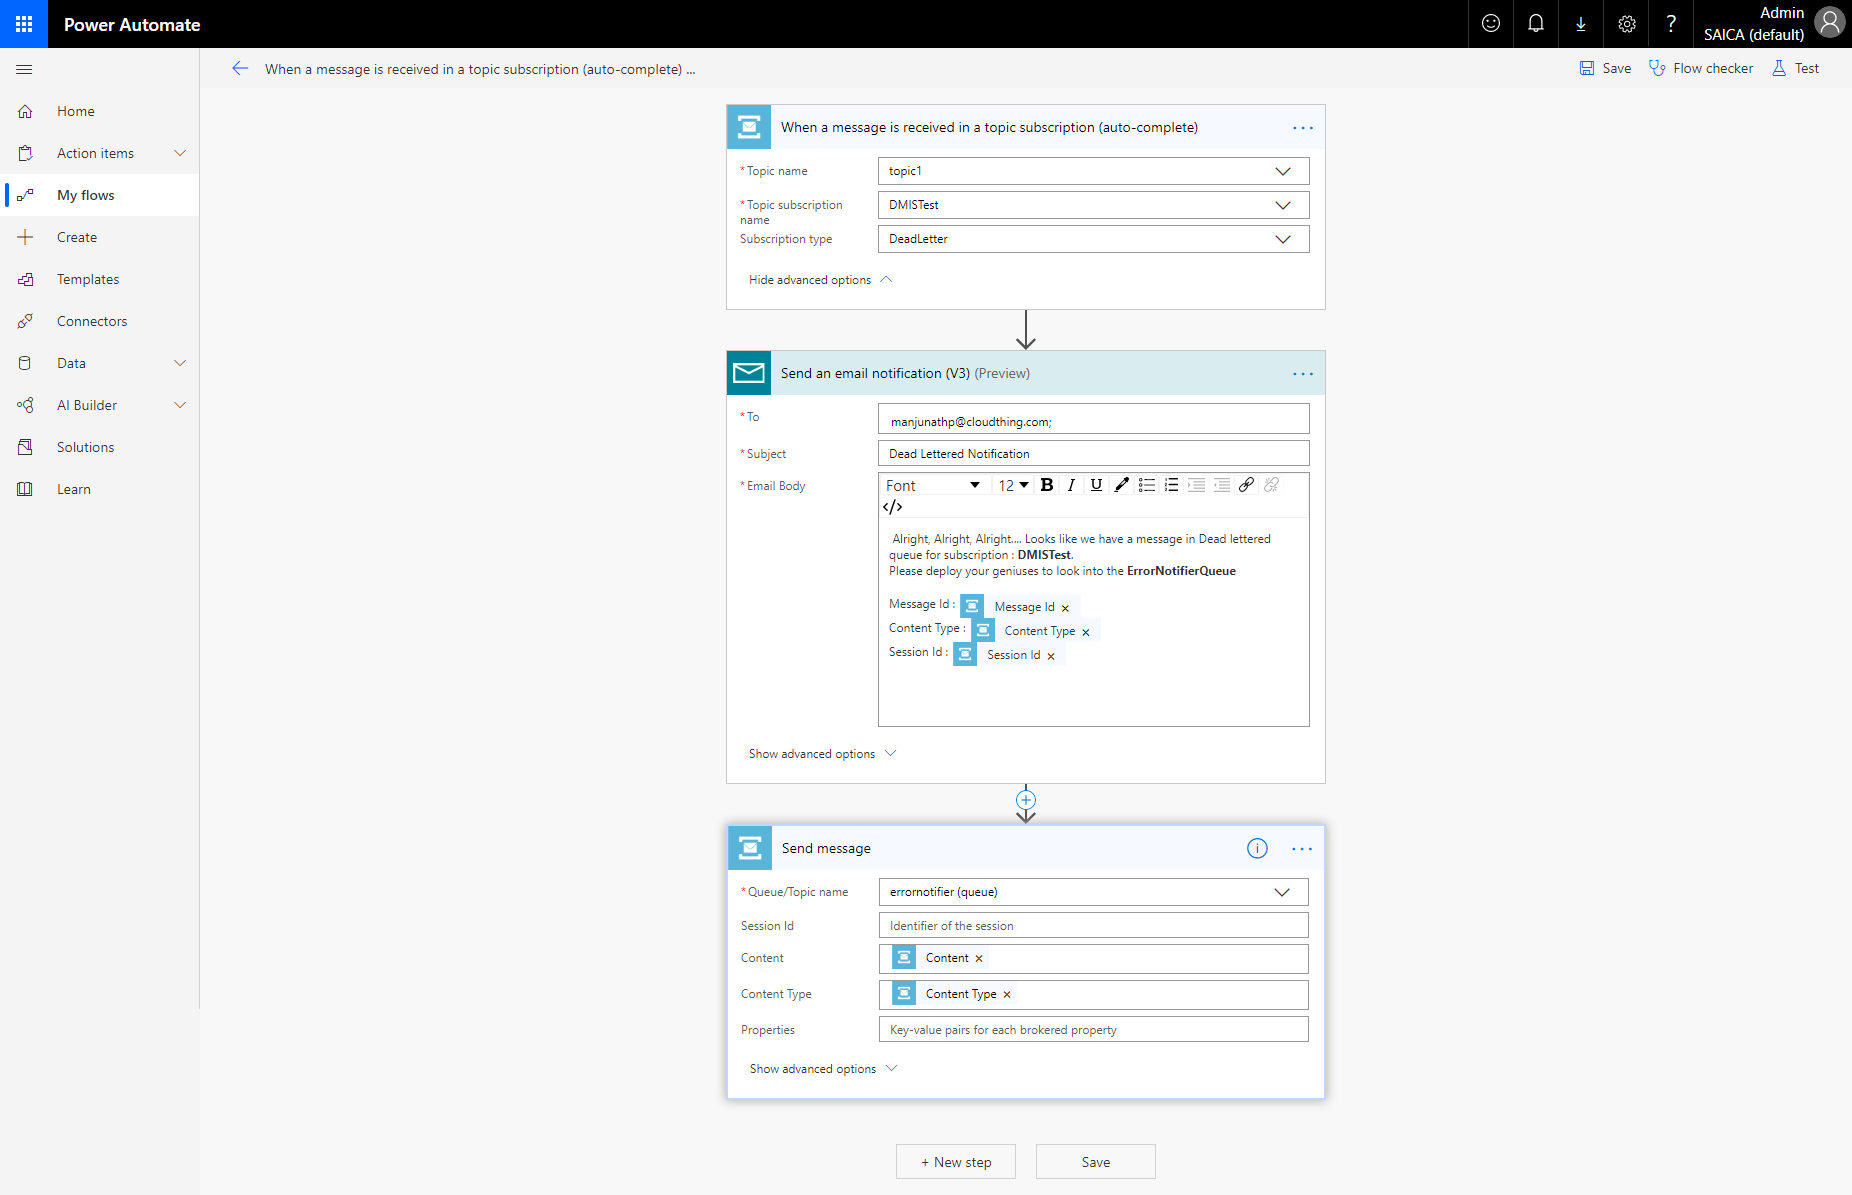 Power Automate
?
Admin
SAICA (default)
When a message is received in a topic subscription (auto-complete) ...
Save
Flow checker
Test
Home
Action items
My flows
Create
Templates
Connectors
Data
AI Builder
Solutions
Learn
When a message is received in a topic subscription (auto-complete)
* Topic name
topic1
* Topic subscription
name
DMISTest
Subscription type
DeadLetter
Hide advanced options
Send an email notification (V3) (Preview)
* To
manjunathp@cloudthing.com;
* Subject
Dead Lettered Notification
* Email Body
Font 12 B I U
</>
Alright, Alright, Alright.... Looks like we have a message in Dead lettered
queue for subscription : DMISTest.
Please deploy your geniuses to look into the ErrorNotifierQueue
Message Id : Message Id ×
Content Type : Content Type ×
Session Id : Session Id ×
Show advanced options
Send message
* Queue/Topic name
errornotifier (queue)
Session Id
Identifier of the session
Content
Content ×
Content Type
Content Type ×
Properties
Key-value pairs for each brokered property
Show advanced options
+ New step
Save